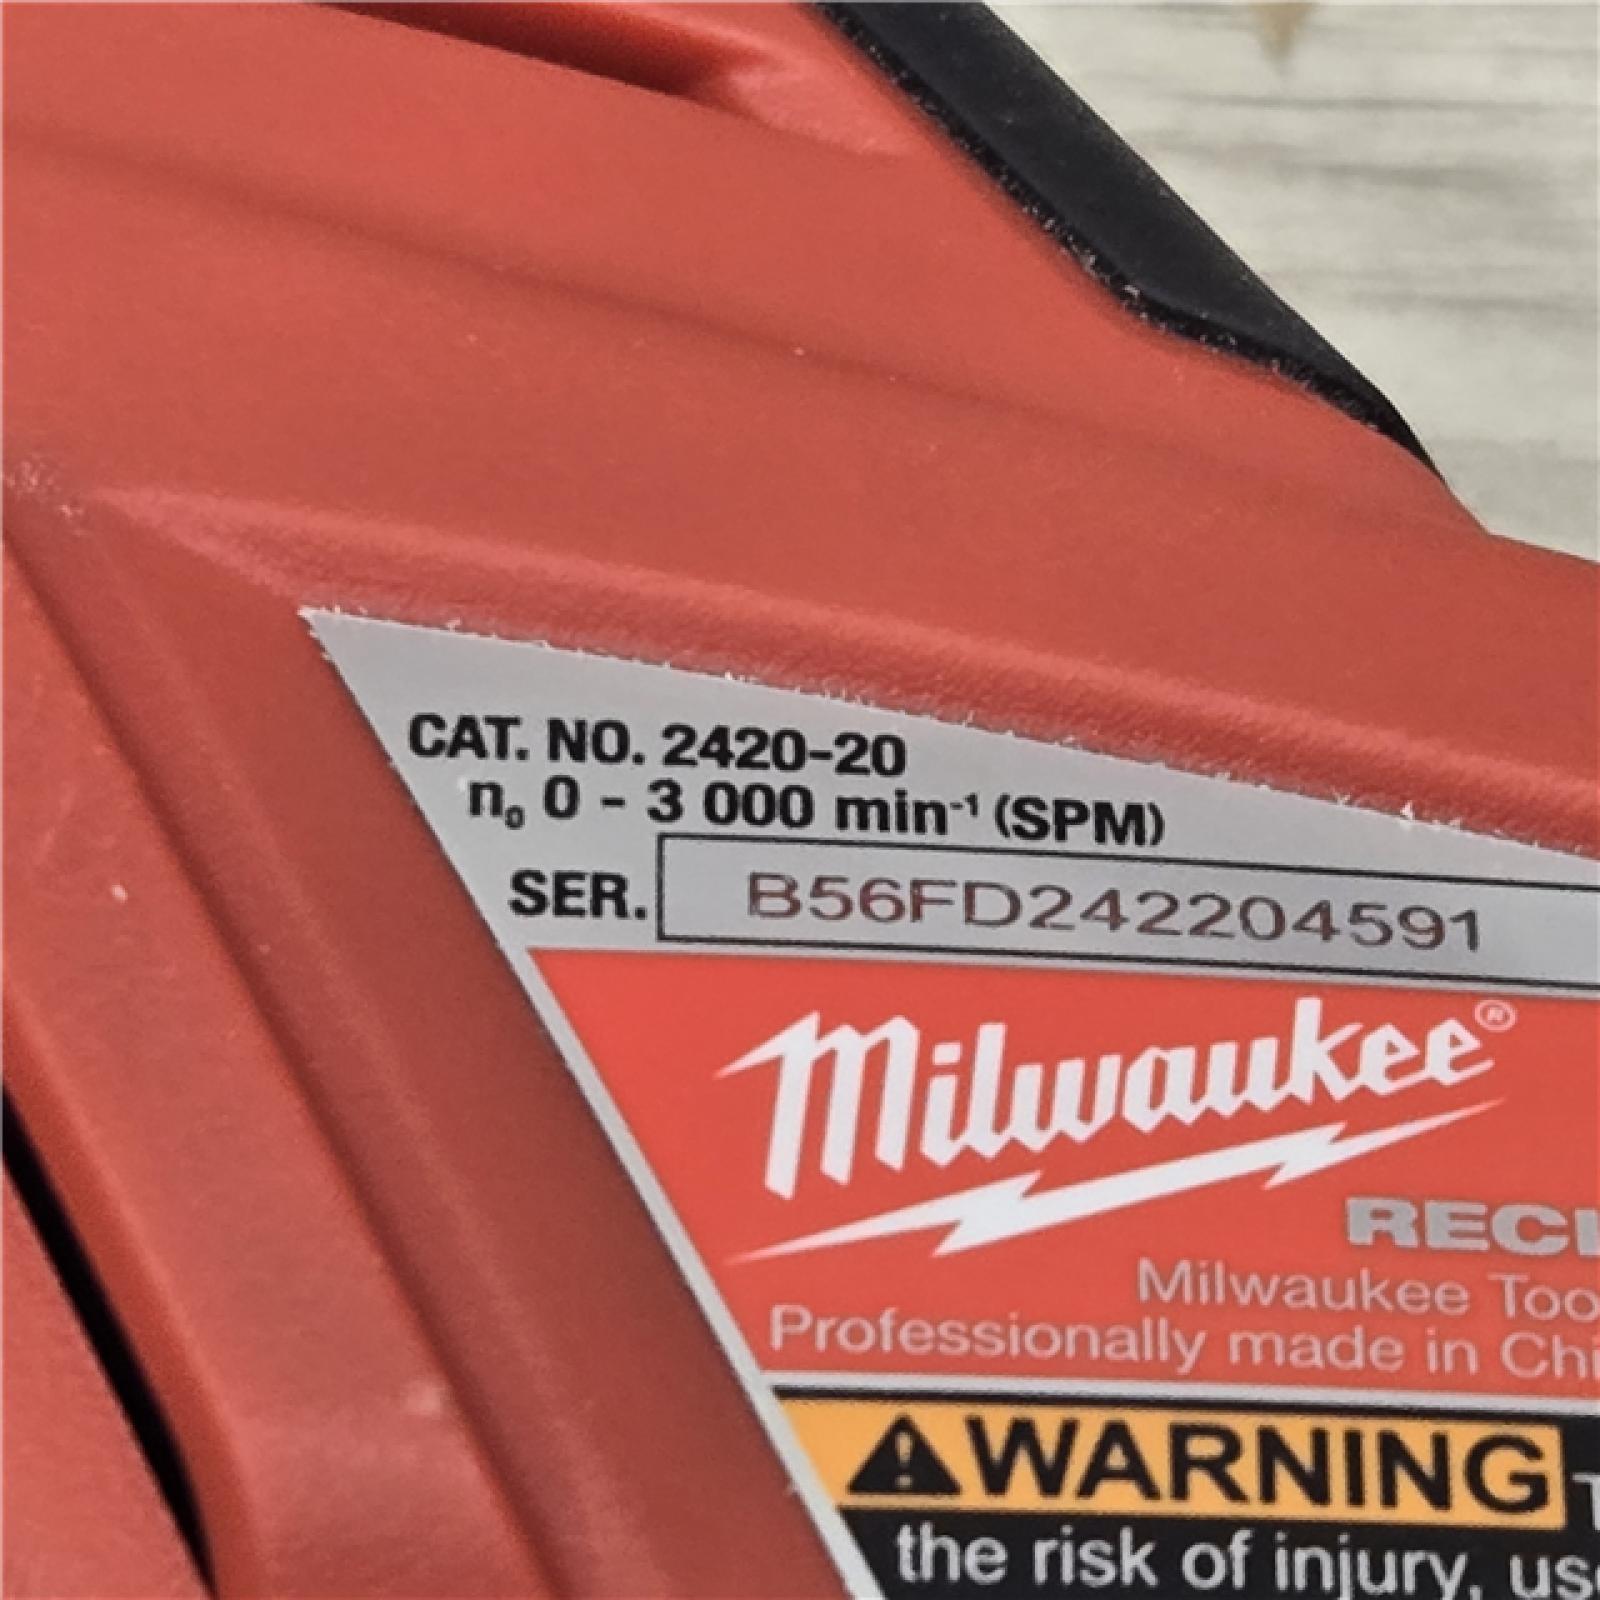 CAT. NO. 2420-20
n₀ 0 - 3 000 min⁻¹ (SPM)
SER. B56FD242204591
Milwaukee®
RECI
Milwaukee Too
Professionally made in Chi
WARNING
the risk of injury, us